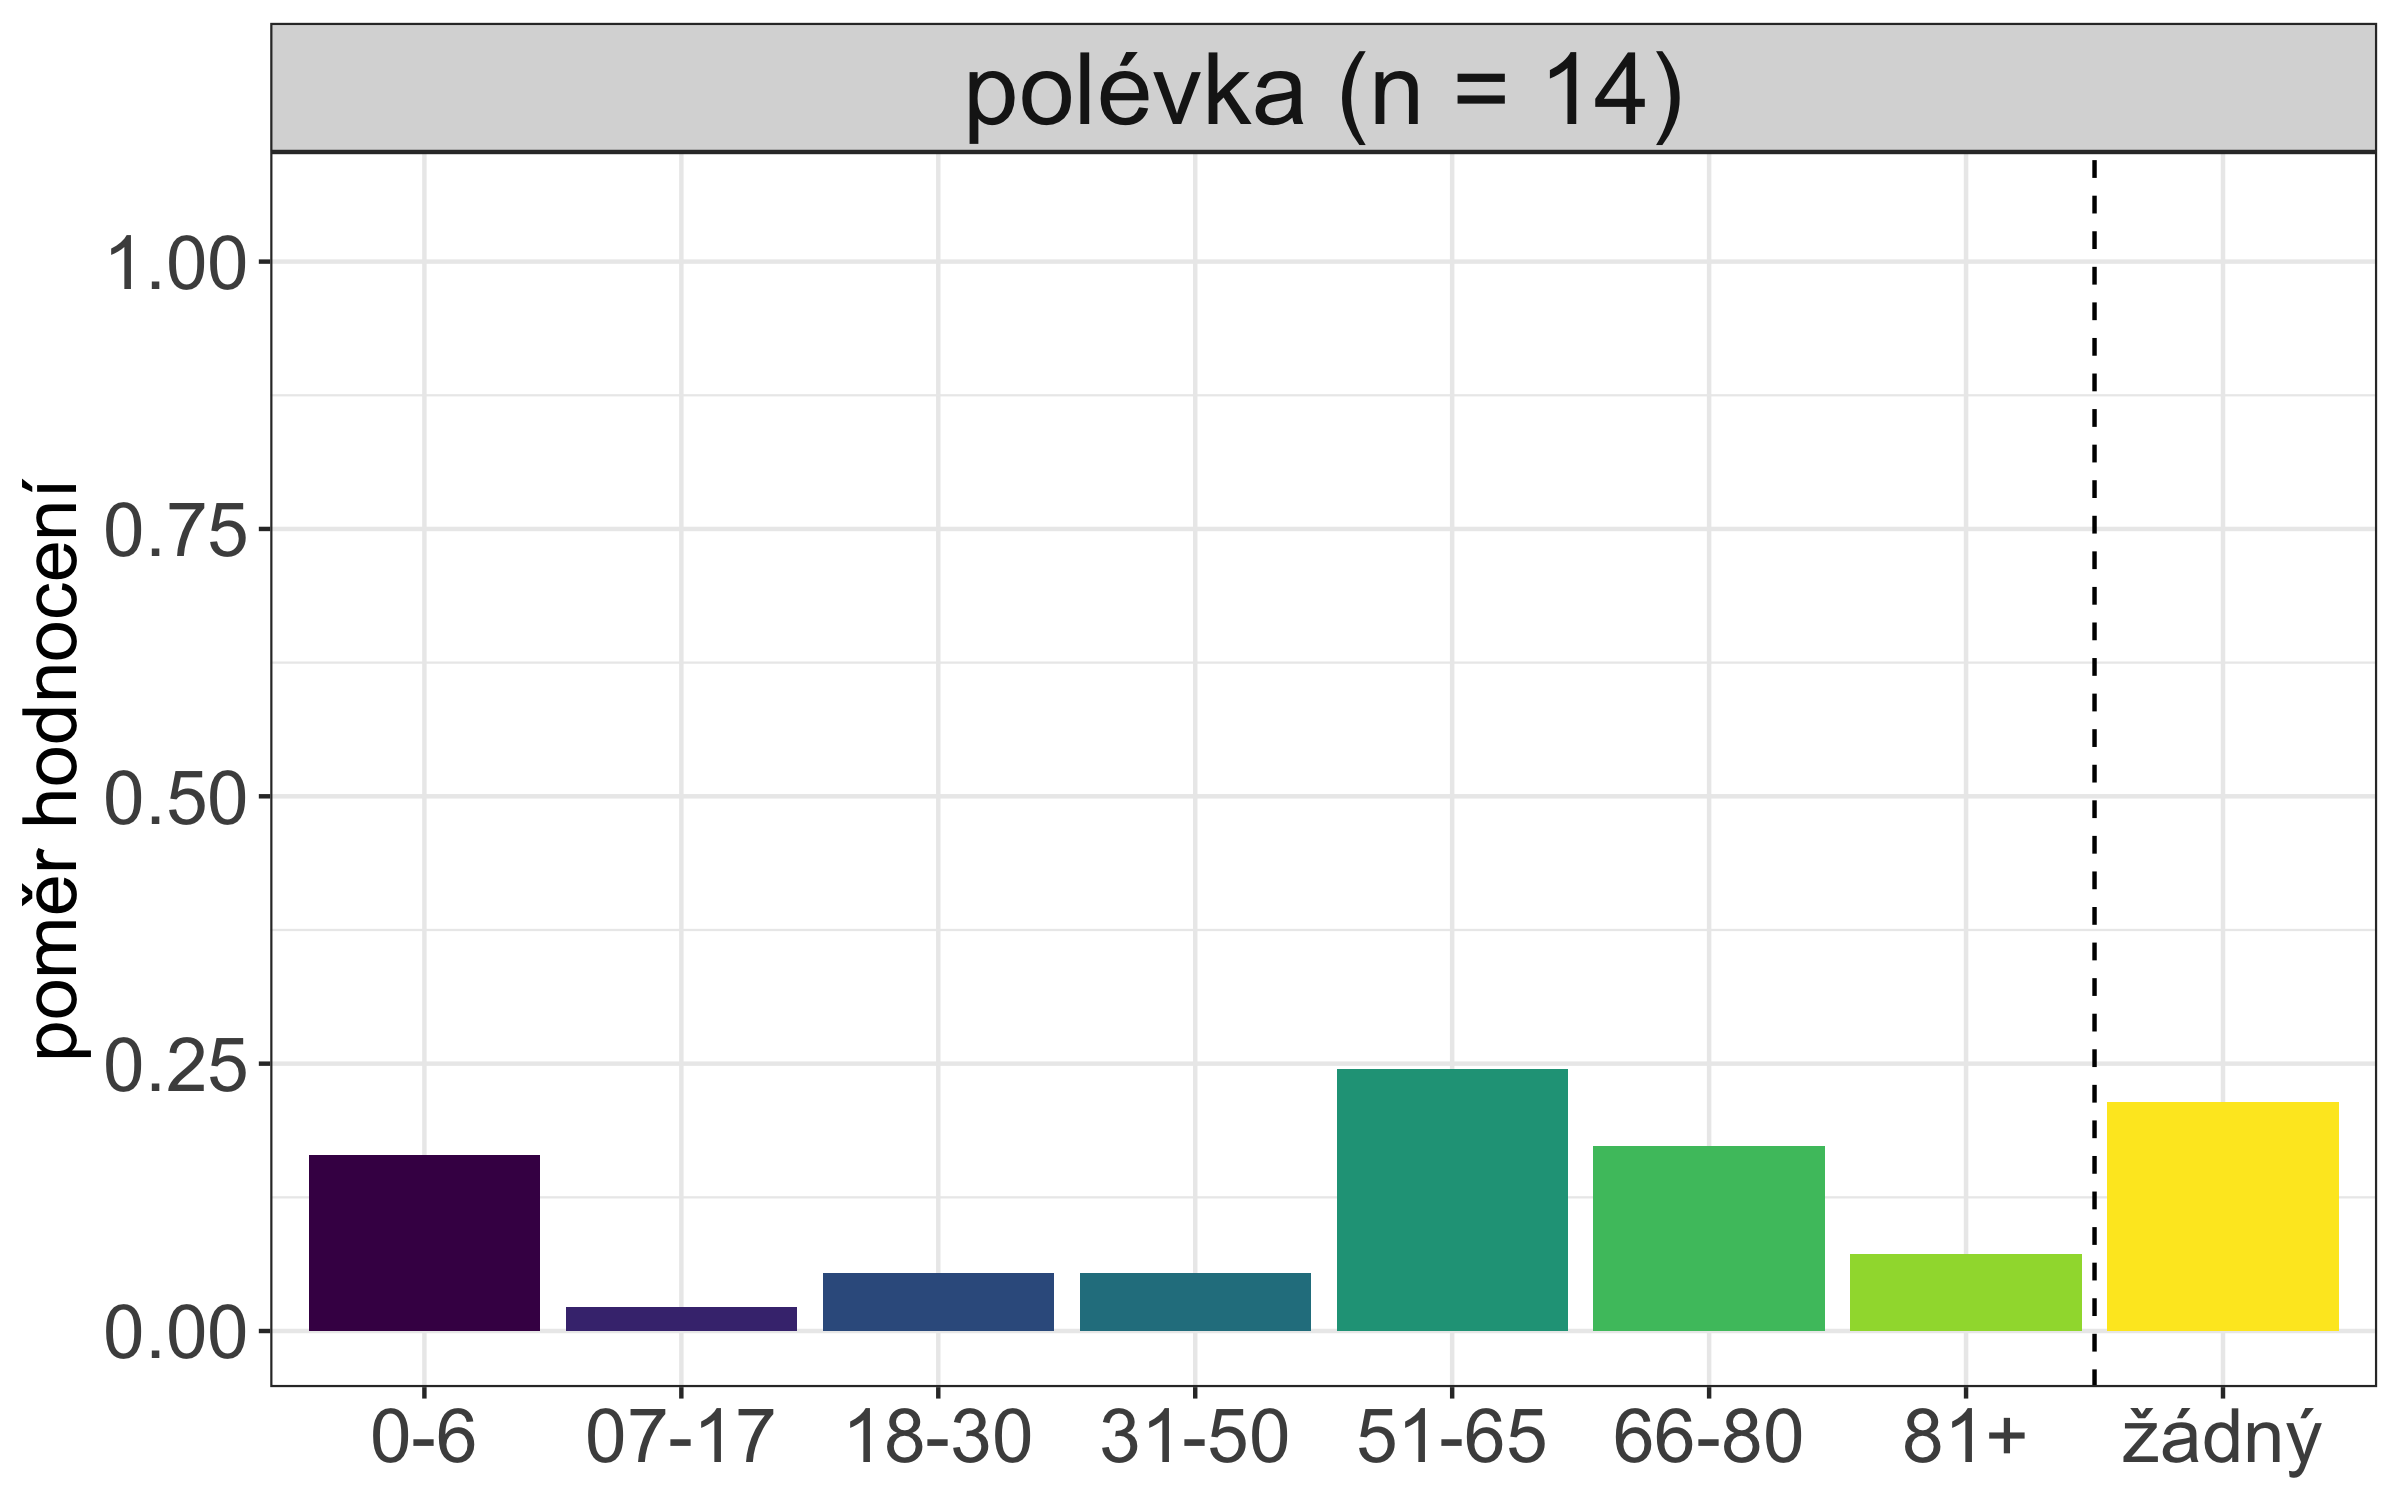 polévka (n = 14)
poměr hodnocení
1.00
0.75
0.50
0.25
0.00
0-6 07-17 18-30 31-50 51-65 66-80 81+ žádný